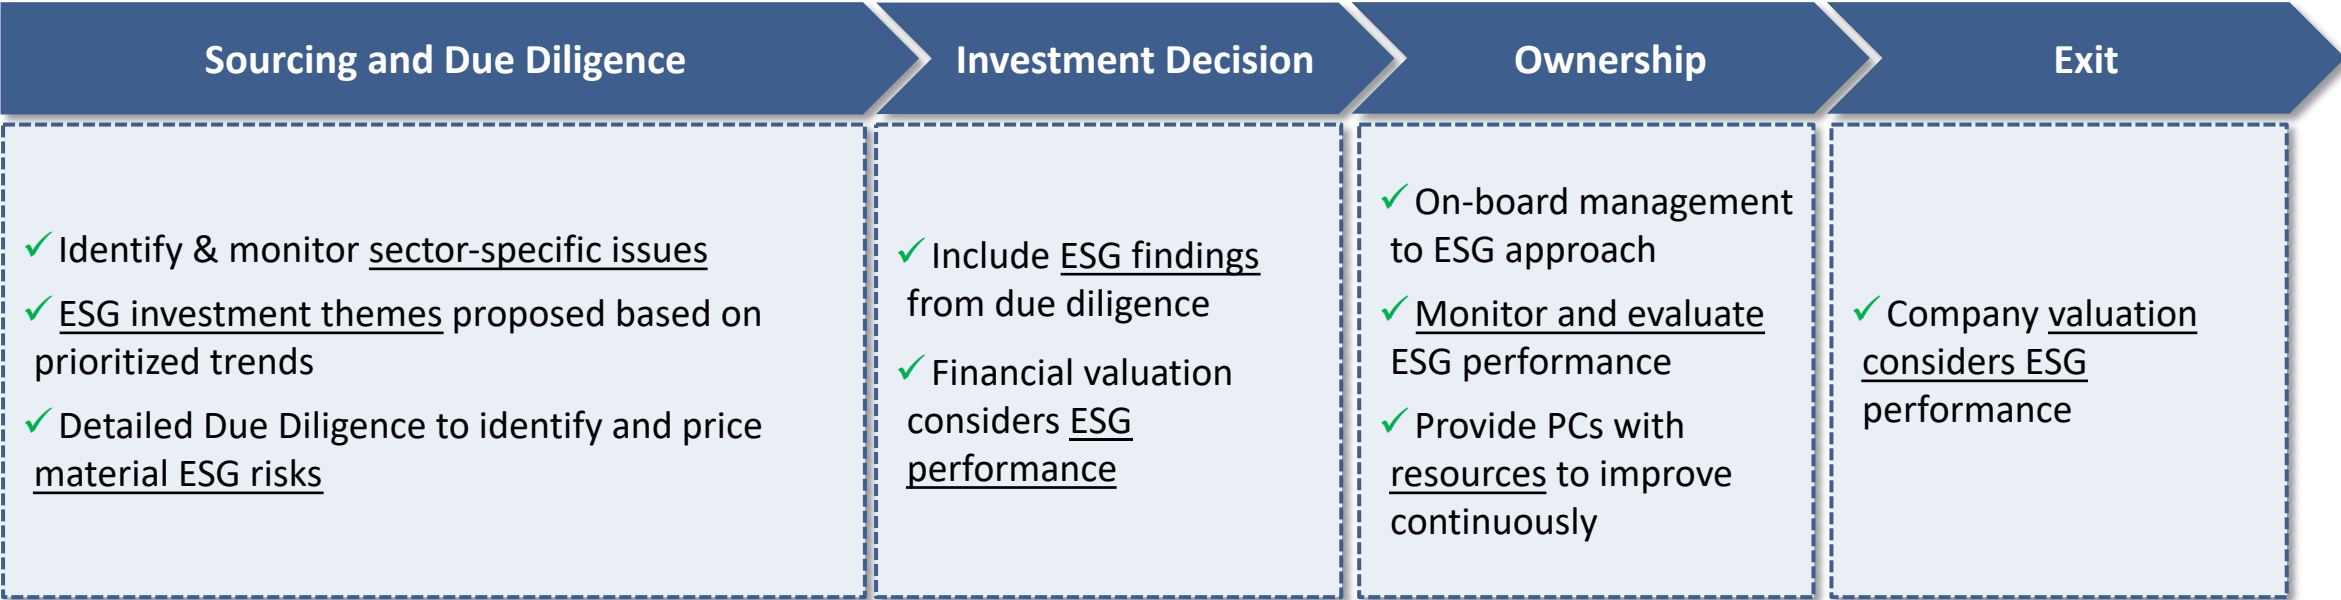 Sourcing and Due Diligence
Investment Decision
Ownership
Exit
✓ Identify & monitor sector-specific issues
✓ ESG investment themes proposed based on
prioritized trends
✓ Detailed Due Diligence to identify and price
material ESG risks
✓ Include ESG findings
from due diligence
✓ Financial valuation
considers ESG
performance
✓ On-board management
to ESG approach
✓ Monitor and evaluate
ESG performance
✓ Provide PCs with
resources to improve
continuously
✓ Company valuation
considers ESG
performance